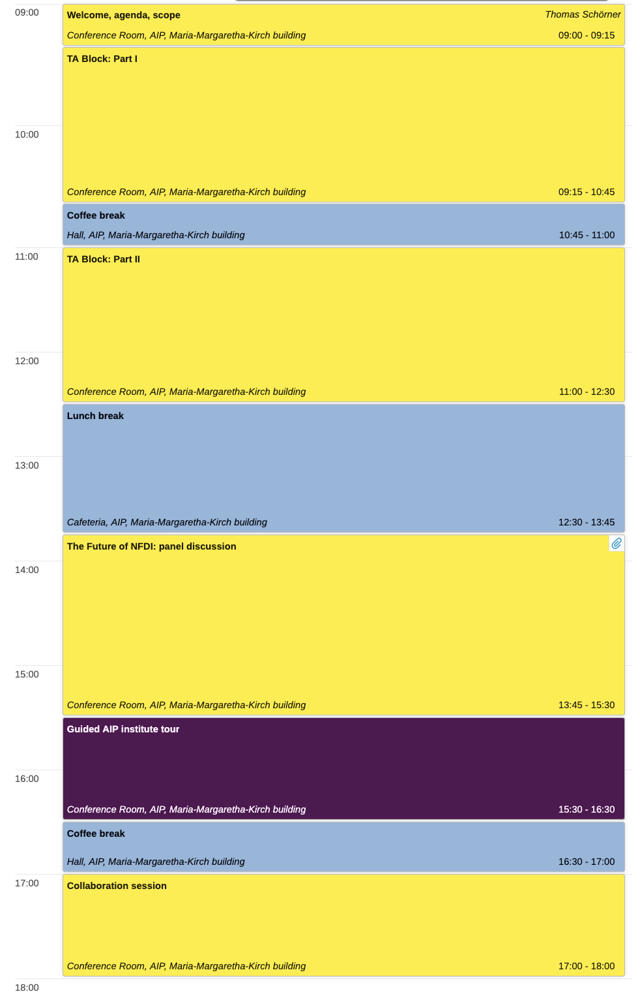 09:00
Welcome, agenda, scope
Thomas Schörner
Conference Room, AIP, Maria-Margaretha-Kirch building
09:00 - 09:15
TA Block: Part I
10:00
Conference Room, AIP, Maria-Margaretha-Kirch building
09:15 - 10:45
Coffee break
Hall, AIP, Maria-Margaretha-Kirch building
10:45 - 11:00
11:00
TA Block: Part II
12:00
Conference Room, AIP, Maria-Margaretha-Kirch building
11:00 - 12:30
Lunch break
13:00
Cafeteria, AIP, Maria-Margaretha-Kirch building
12:30 - 13:45
The Future of NFDI: panel discussion
14:00
15:00
Conference Room, AIP, Maria-Margaretha-Kirch building
13:45 - 15:30
Guided AIP institute tour
16:00
Conference Room, AIP, Maria-Margaretha-Kirch building
15:30 - 16:30
Coffee break
Hall, AIP, Maria-Margaretha-Kirch building
16:30 - 17:00
17:00
Collaboration session
Conference Room, AIP, Maria-Margaretha-Kirch building
17:00 - 18:00
18:00